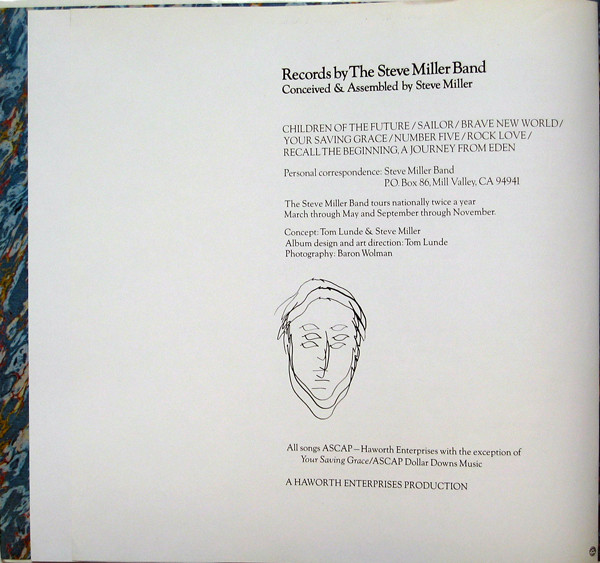 Records by The Steve Miller Band
Conceived & Assembled by Steve Miller
CHILDREN OF THE FUTURE / SAILOR / BRAVE NEW WORLD /
YOUR SAVING GRACE / NUMBER FIVE / ROCK LOVE /
RECALL THE BEGINNING, A JOURNEY FROM EDEN
Personal correspondence: Steve Miller Band
P.O. Box 86, Mill Valley, CA 94941
The Steve Miller Band tours nationally twice a year
March through May and September through November.
Concept: Tom Lunde & Steve Miller
Album design and art direction: Tom Lunde
Photography: Baron Wolman
All songs ASCAP—Haworth Enterprises with the exception of
Your Saving Grace/ASCAP Dollar Downs Music
A HAWORTH ENTERPRISES PRODUCTION